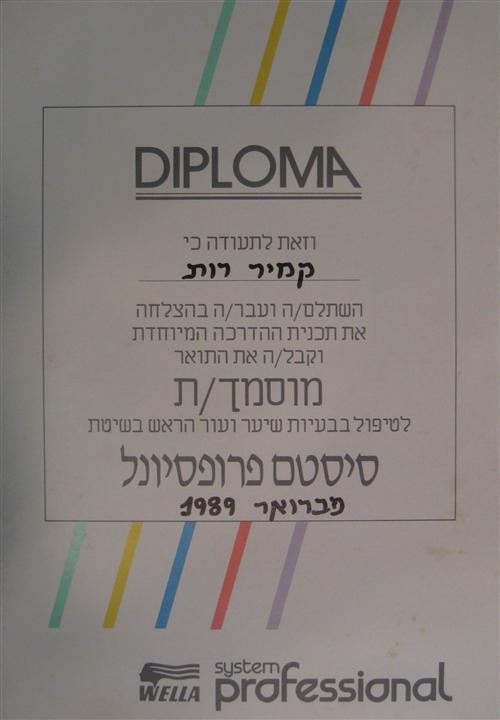 DIPLOMA
וזאת לתעודה כי
קמיר רות
השתלם/ה ועבר/ה בהצלחה
את תכנית ההדרכה המיוחדת
וקבל/ה את התואר
מוסמך/ת
לטיפול בבעיות שיער ועור הראש בשיטת
סיסטם פרופסיונל
פברואר 1989
WELLA system professional